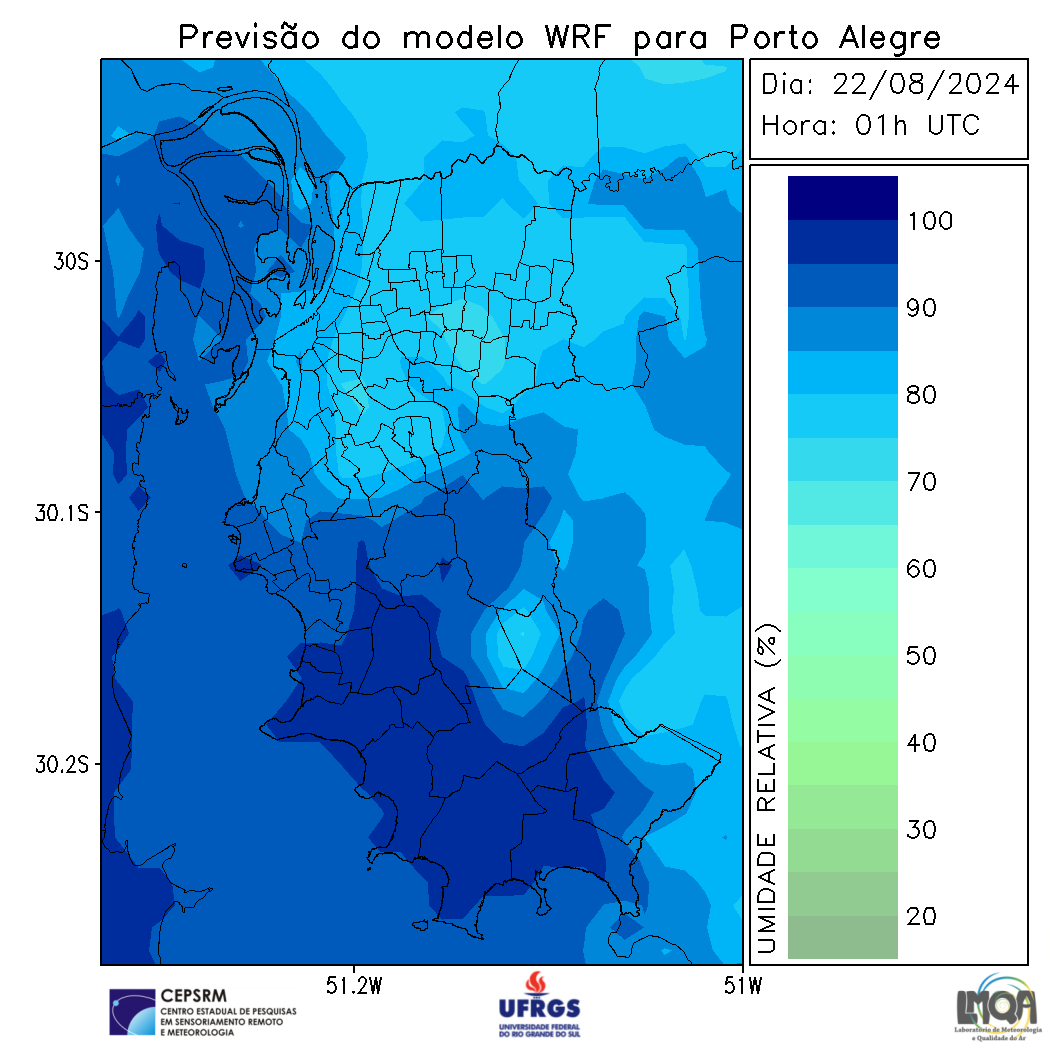 Previsão do modelo WRF para Porto Alegre
Dia: 22/08/2024
Hora: 01h UTC
30S
30.1S
30.2S
51.2W
51W
UMIDADE RELATIVA (%)
100
90
80
70
60
50
40
30
20
CEPSRM
CENTRO ESTADUAL DE PESQUISAS
EM SENSORIAMENTO REMOTO
E METEOROLOGIA
UFRGS
UNIVERSIDADE FEDERAL
DO RIO GRANDE DO SUL
LMQA
Laboratório de Meteorologia
e Qualidade do Ar